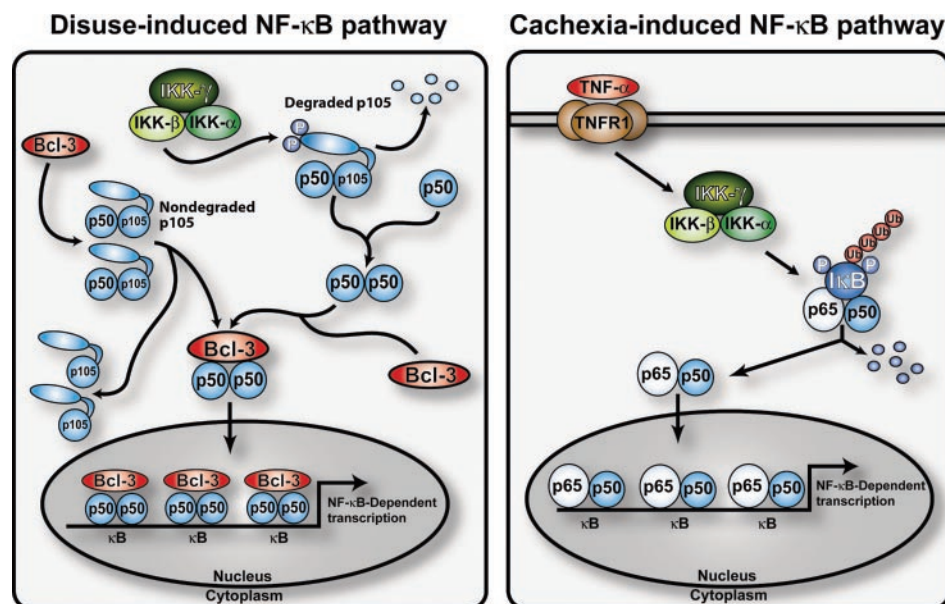 Disuse-induced NF-κB pathway
IKK-γ
IKK-β
IKK-α
Degraded p105
P
P
p50
p105
p50
Bcl-3
Nondegraded
p105
p50
p105
p50
p105
p50
p50
p105
p105
Bcl-3
p50
p50
Bcl-3
Bcl-3
Bcl-3
Bcl-3
p50
p50
p50
p50
p50
p50
κB
κB
κB
NF-κB-Dependent
transcription
Nucleus
Cytoplasm
Cachexia-induced NF-κB pathway
TNF-α
TNFR1
IKK-γ
IKK-β
IKK-α
Ub
Ub
Ub
Ub
P
P
IκB
p65
p50
p65
p50
p65
p50
p65
p50
p65
p50
κB
κB
κB
NF-κB-Dependent
transcription
Nucleus
Cytoplasm